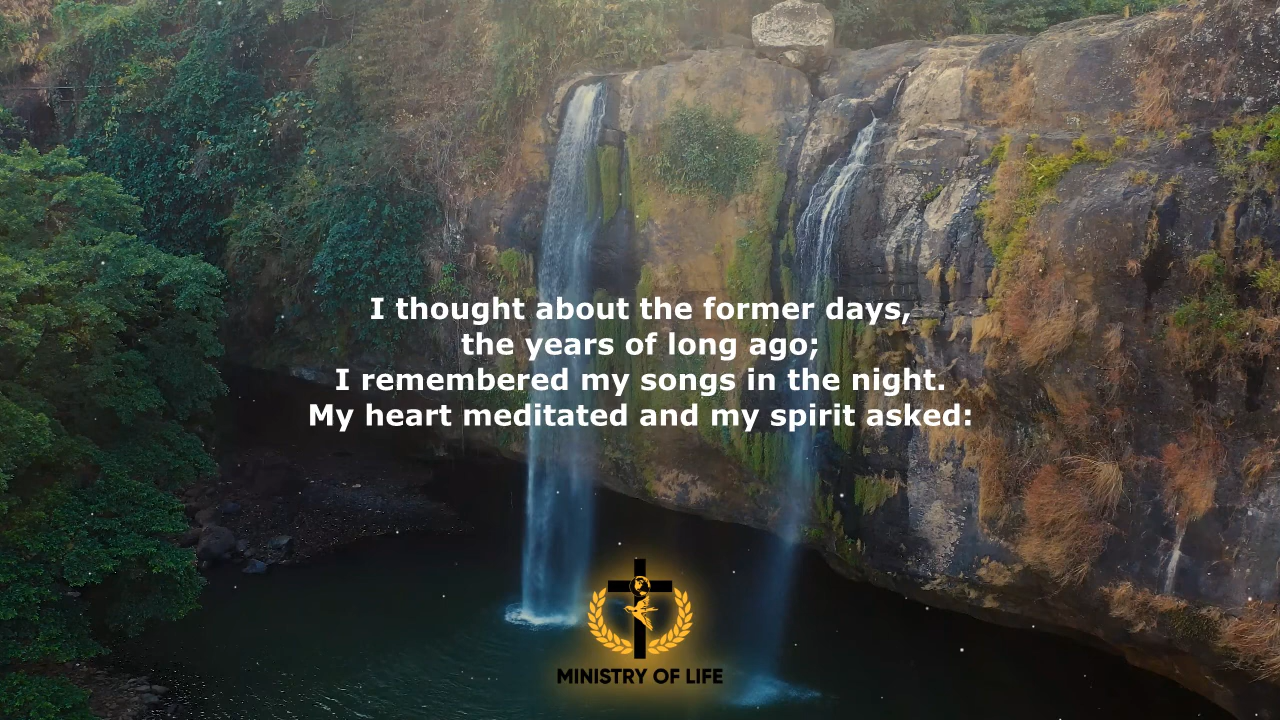 I thought about the former days,
the years of long ago;
I remembered my songs in the night.
My heart meditated and my spirit asked:
MINISTRY OF LIFE